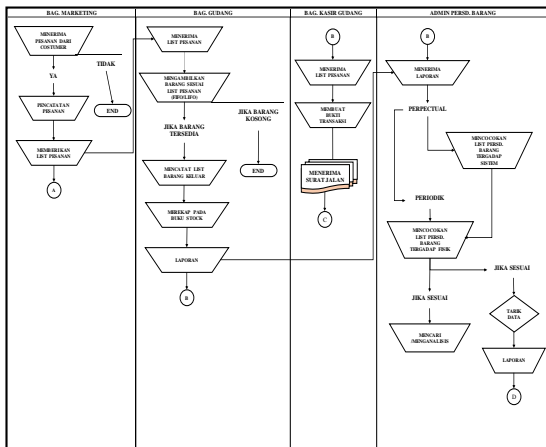 BAG. MARKETING
MENERIMA
PESANAN DARI
COSTUMER
TIDAK
YA
END
PENCATATAN
PESANAN
MEMBERIKAN
LIST PESANAN
A
BAG. GUDANG
MENERIMA
LIST PESANAN
MENGAMBILKAN
BARANG SESUAI
LIST PESANAN
(FIFO/LIFO)
JIKA BARANG
TERSEDIA
JIKA BARANG
KOSONG
END
MENCATAT LIST
BARANG KELUAR
MEREKAP PADA
BUKU STOCK
LAPORAN
B
BAG. KASIR GUDANG
B
MENERIMA
LIST PESANAN
MEMBUAT
BUKTI
TRANSAKSI
MENERIMA
SURAT JALAN
C
ADMIN PERSD. BARANG
B
MENERIMA
LAPORAN
PERPECTUAL
MENCOCOKAN
LIST PERSD.
BARANG
TERGADAP
SISTEM
PERIODIK
MENCOCOKAN
LIST PERSD.
BARANG
TERGADAP FISIK
JIKA SESUAI
JIKA SESUAI
TARIK
DATA
MENCARI
/MENGANALISIS
LAPORAN
D